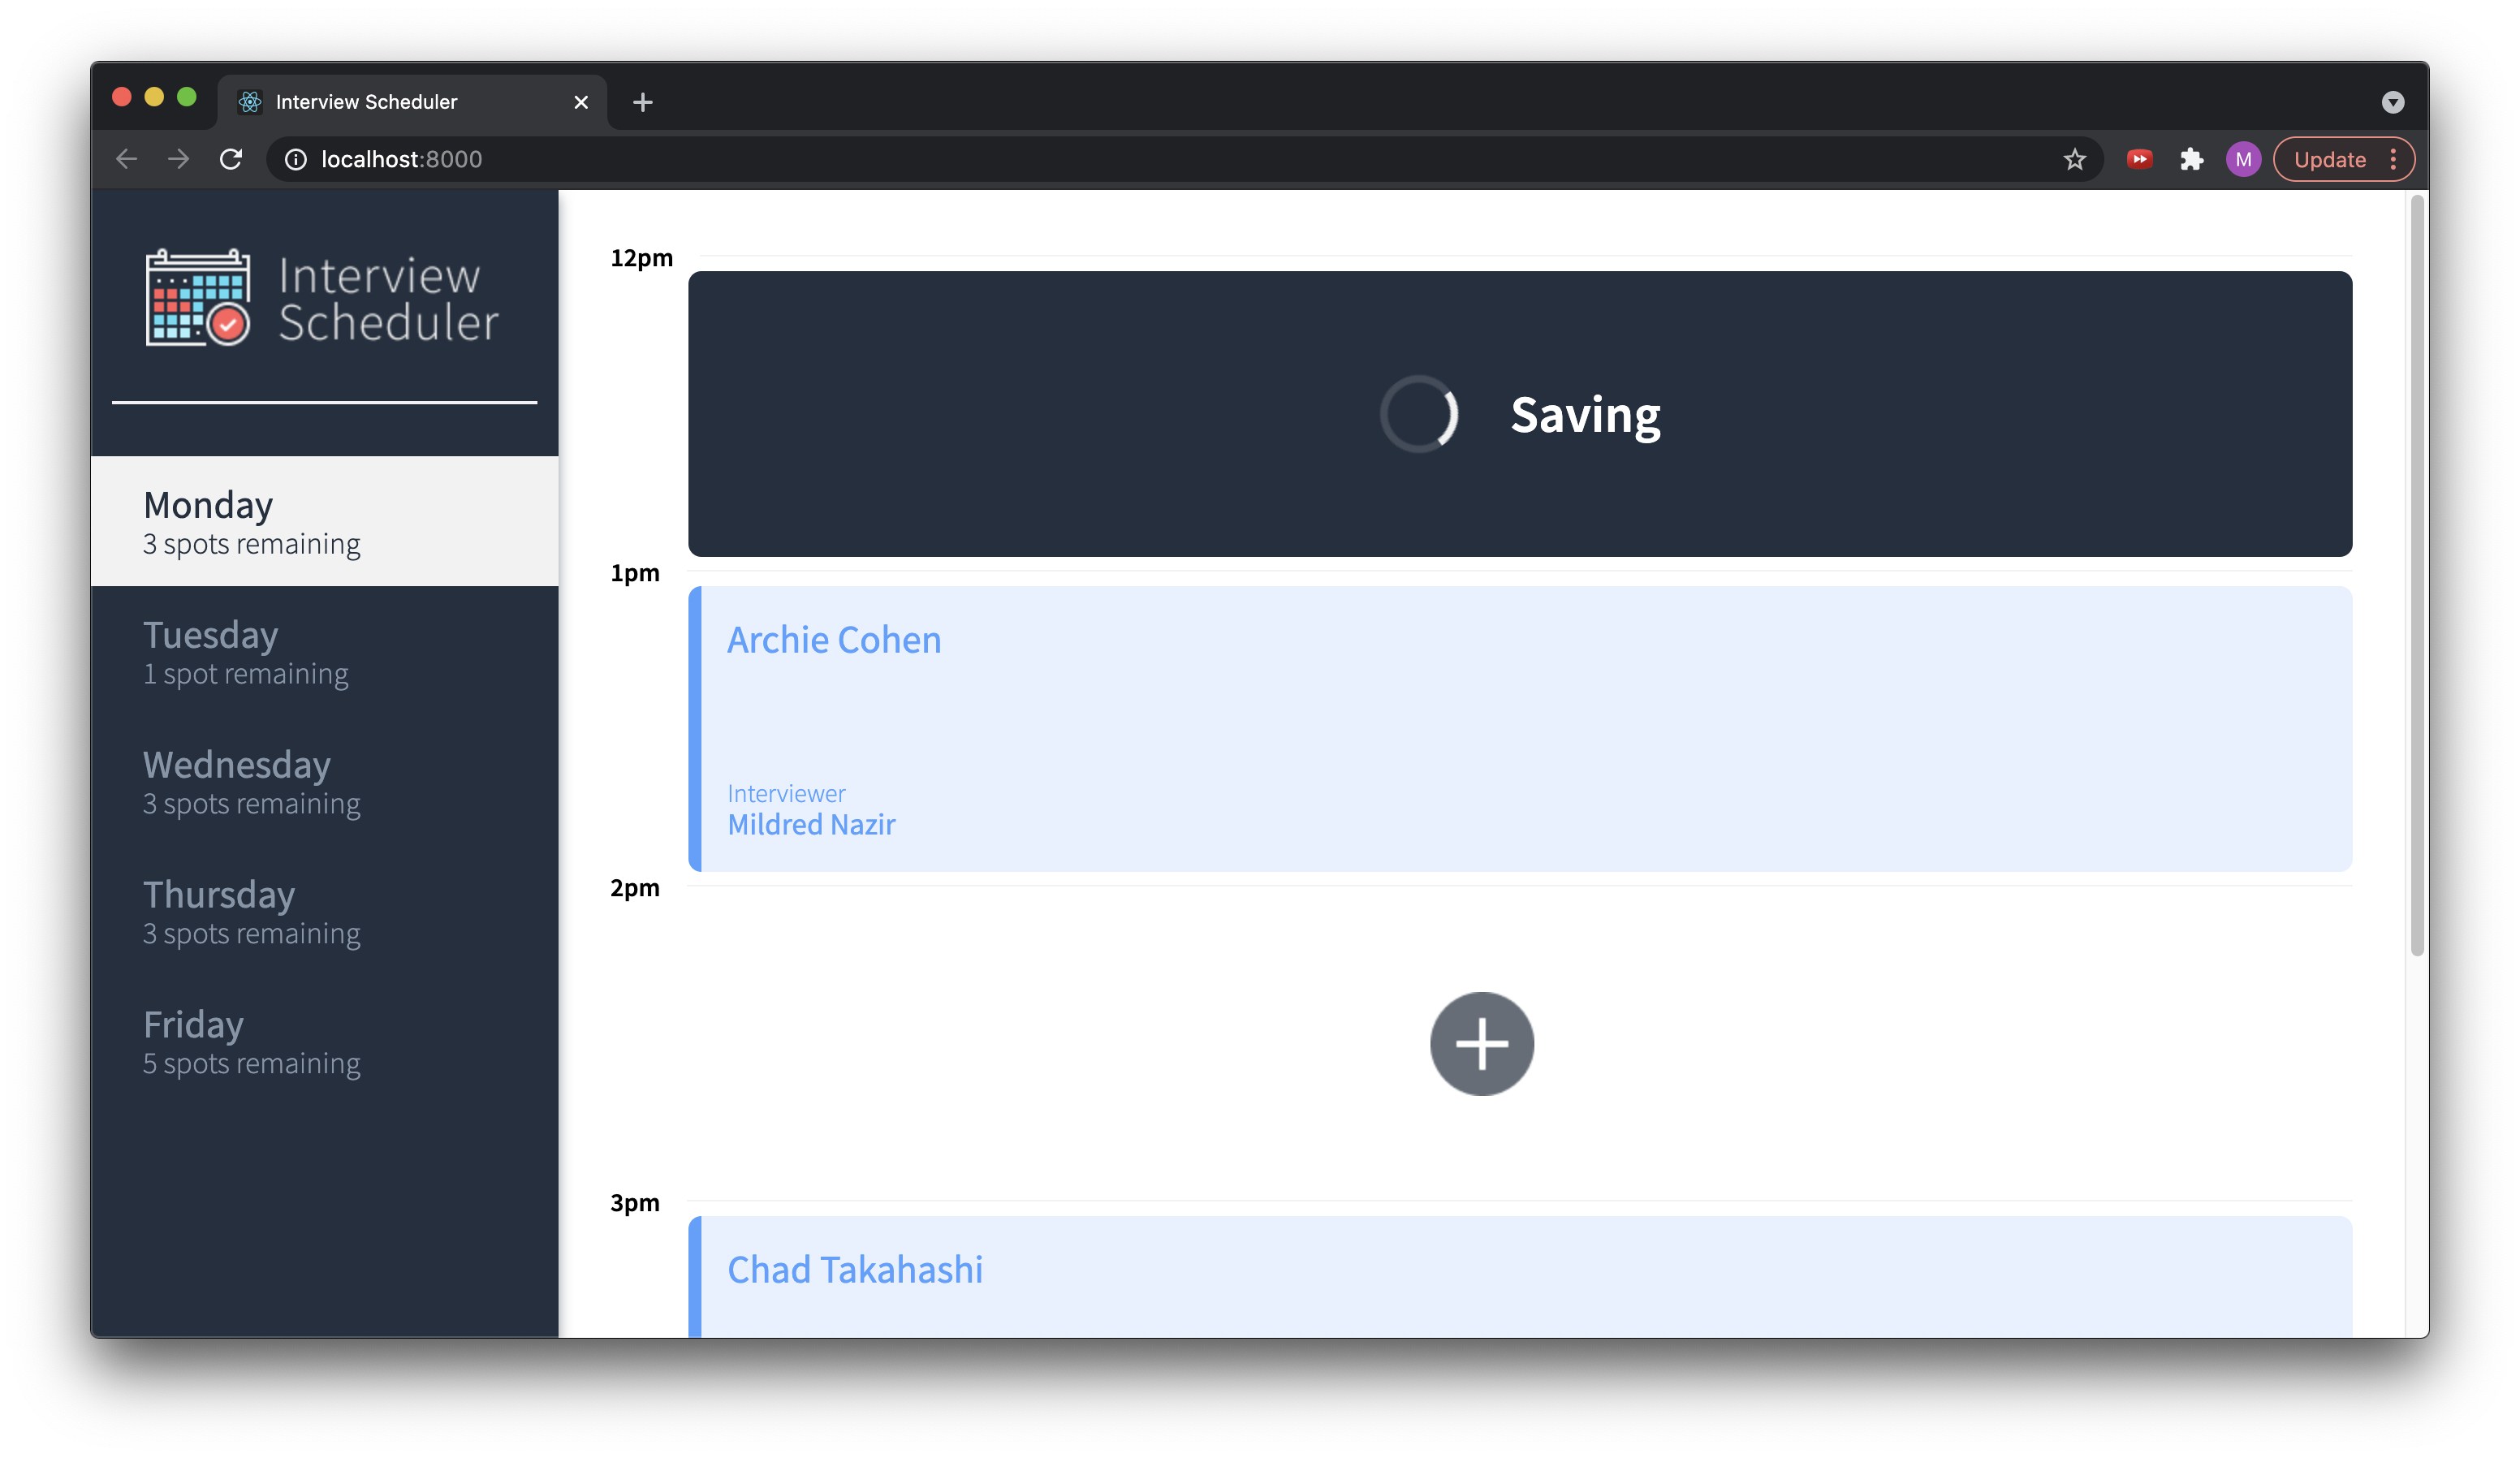 Interview Scheduler
localhost:8000
M
Update
Interview
Scheduler
Monday
3 spots remaining
Tuesday
1 spot remaining
Wednesday
3 spots remaining
Thursday
3 spots remaining
Friday
5 spots remaining
12pm
Saving
1pm
Archie Cohen
Interviewer
Mildred Nazir
2pm
3pm
Chad Takahashi